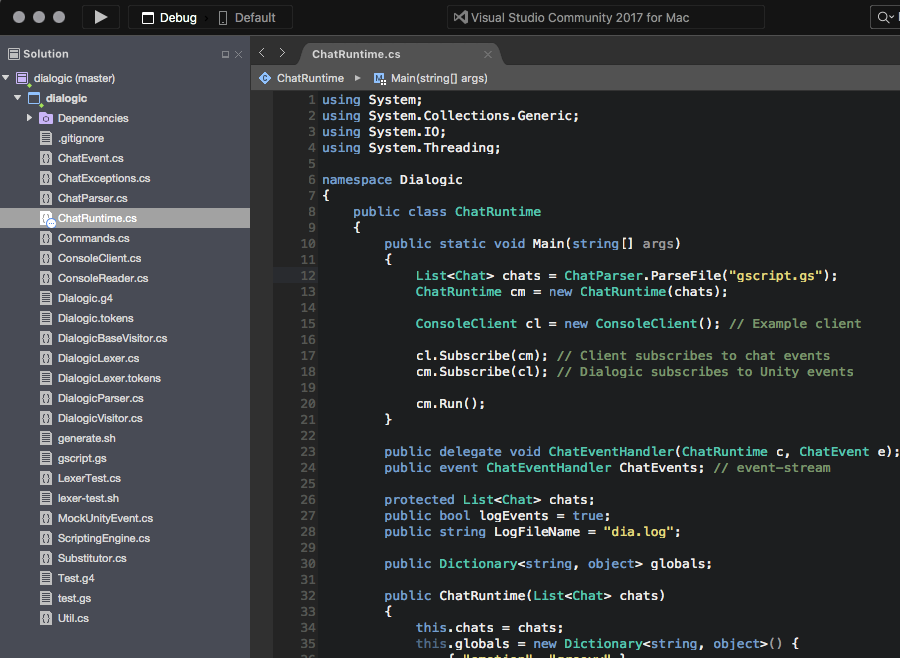 Debug
Default
Visual Studio Community 2017 for Mac
Solution
dialogic (master)
dialogic
Dependencies
.gitignore
ChatEvent.cs
ChatExceptions.cs
ChatParser.cs
ChatRuntime.cs
Commands.cs
ConsoleClient.cs
ConsoleReader.cs
Dialogic.g4
Dialogic.tokens
DialogicBaseVisitor.cs
DialogicLexer.cs
DialogicLexer.tokens
DialogicParser.cs
DialogicVisitor.cs
generate.sh
gscript.gs
LexerTest.cs
lexer-test.sh
MockUnityEvent.cs
ScriptingEngine.cs
Substitutor.cs
Test.g4
test.gs
Util.cs
ChatRuntime.cs
ChatRuntime
Main(string[] args)
1 using System;
2 using System.Collections.Generic;
3 using System.IO;
4 using System.Threading;
5
6 namespace Dialogic
7 {
8 public class ChatRuntime
9 {
10 public static void Main(string[] args)
11 {
12 List<Chat> chats = ChatParser.ParseFile("gscript.gs");
13 ChatRuntime cm = new ChatRuntime(chats);
14
15 ConsoleClient cl = new ConsoleClient(); // Example client
16
17 cl.Subscribe(cm); // Client subscribes to chat events
18 cm.Subscribe(cl); // Dialogic subscribes to Unity events
19
20 cm.Run();
21 }
22
23 public delegate void ChatEventHandler(ChatRuntime c, ChatEvent e);
24 public event ChatEventHandler ChatEvents; // event-stream
25
26 protected List<Chat> chats;
27 public bool logEvents = true;
28 public string LogFileName = "dia.log";
29
30 public Dictionary<string, object> globals;
31
32 public ChatRuntime(List<Chat> chats)
33 {
34 this.chats = chats;
35 this.globals = new Dictionary<string, object>() {